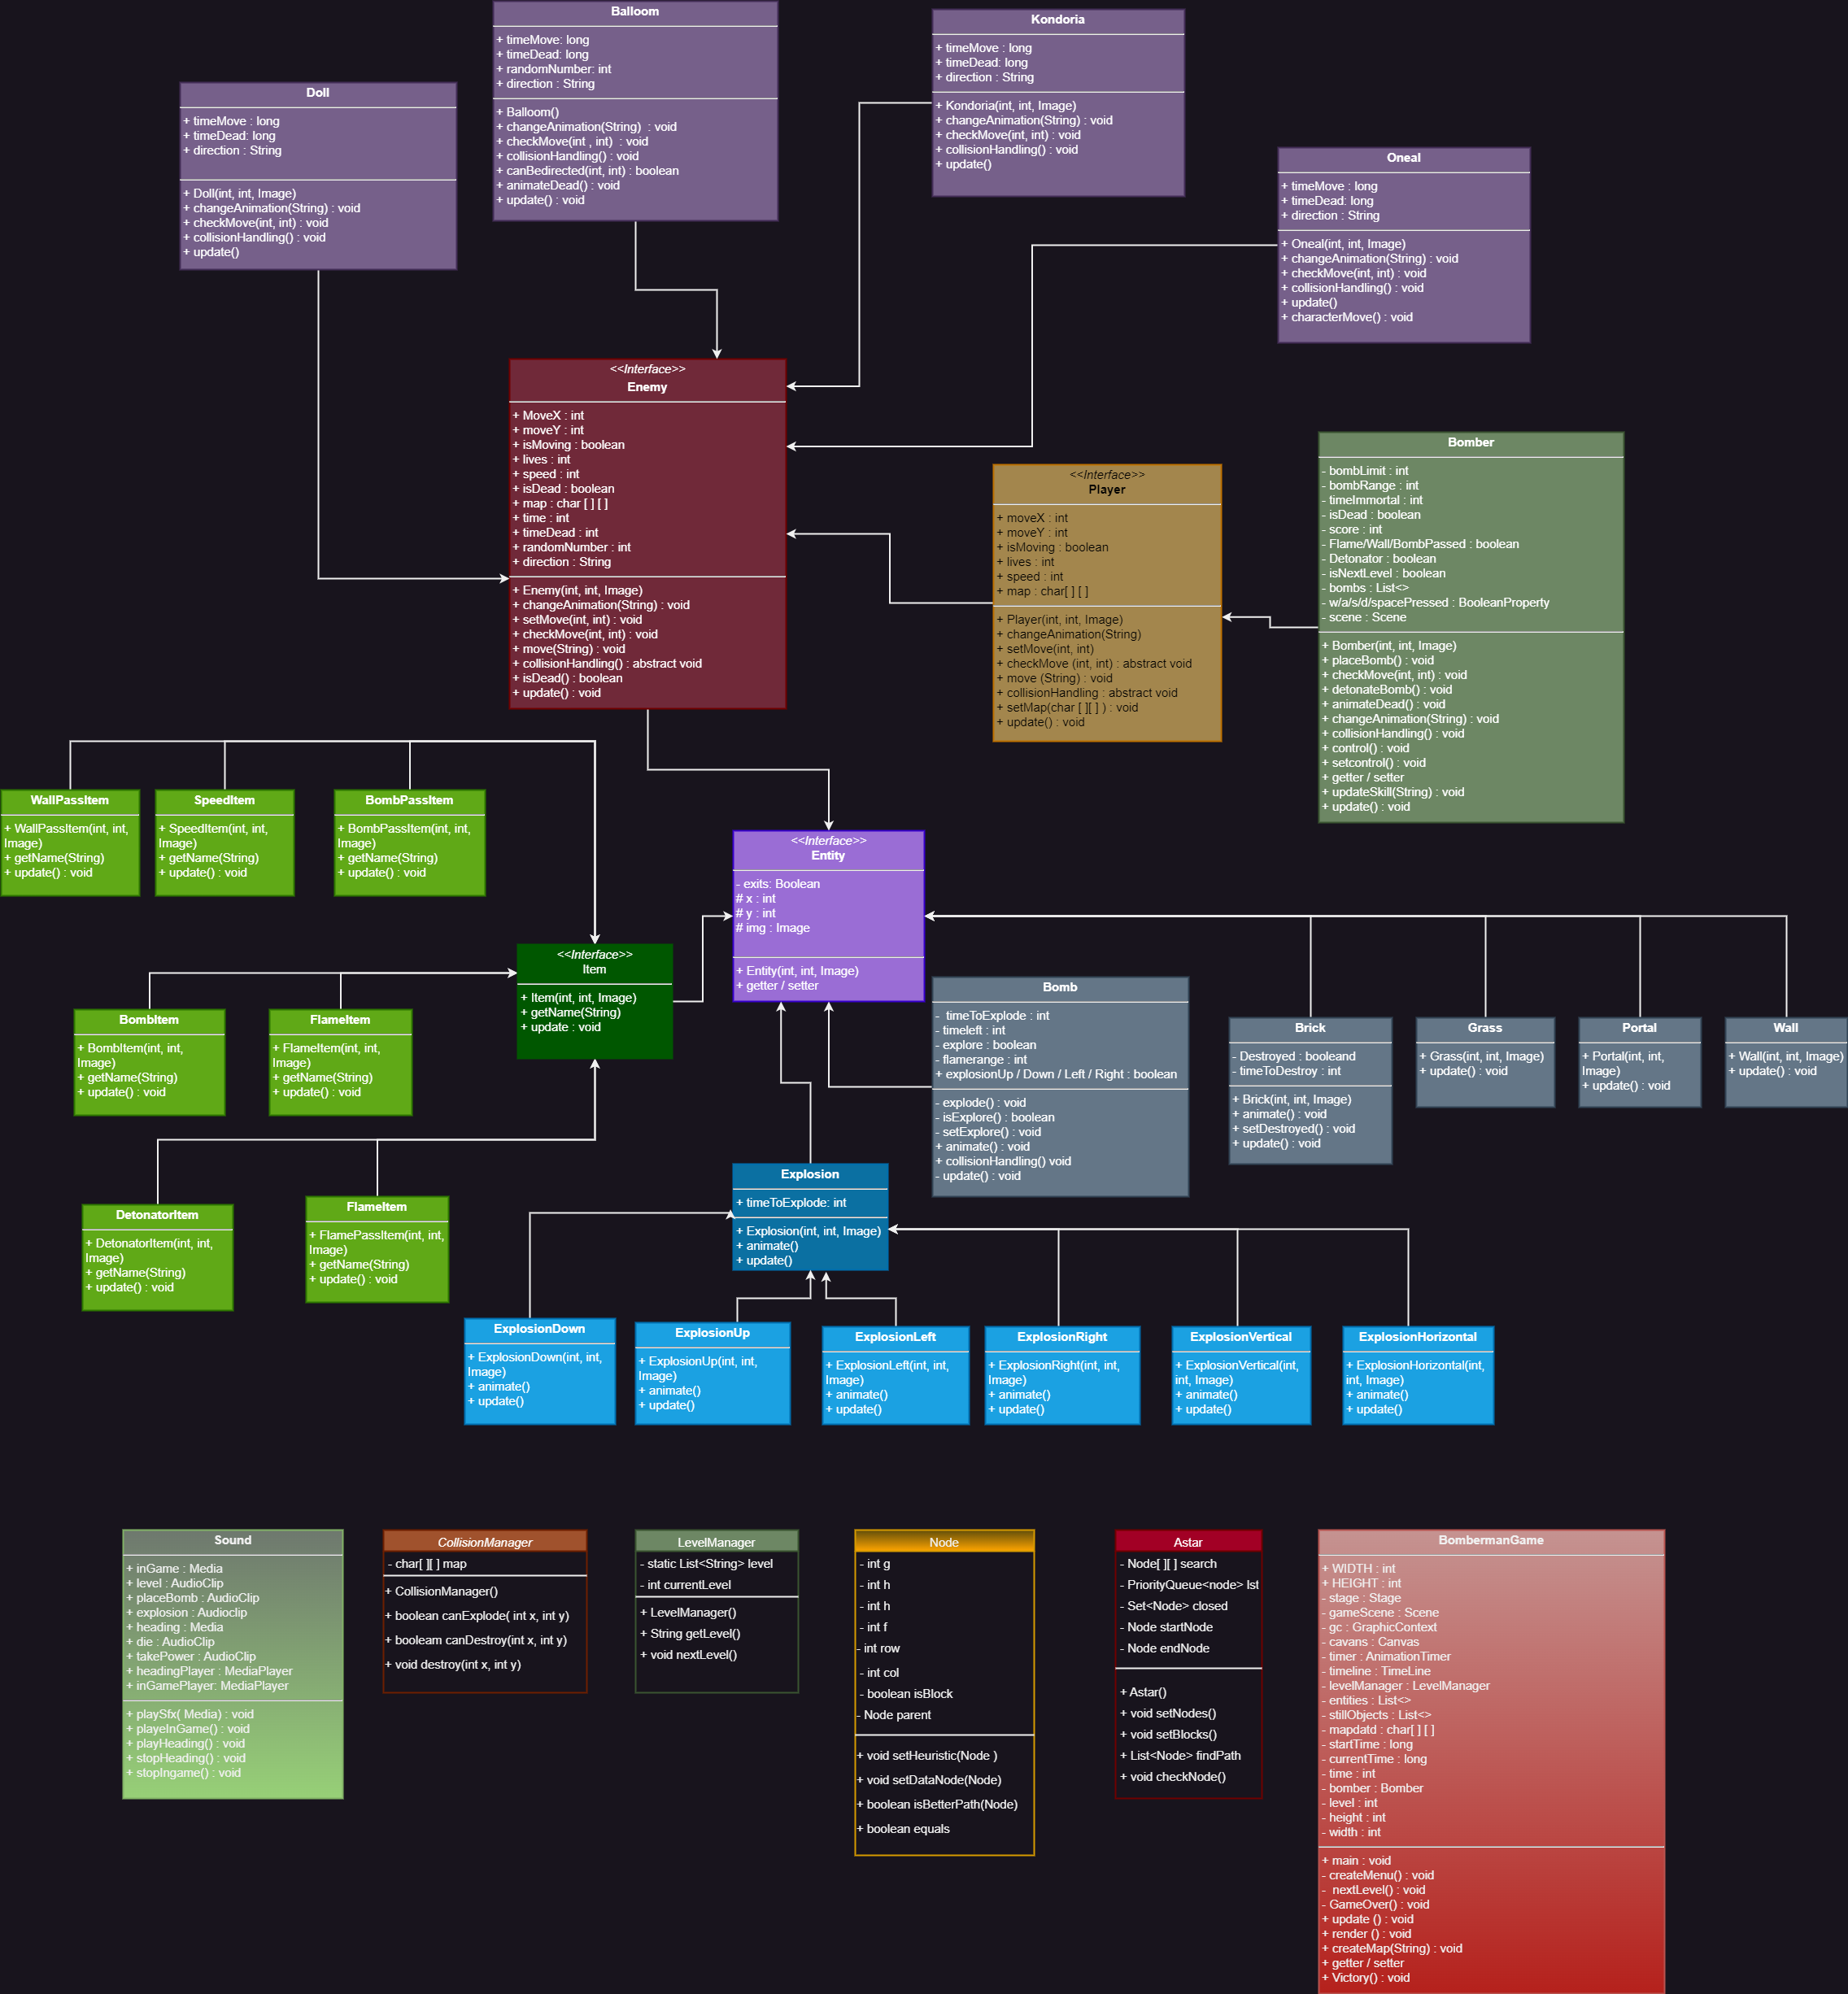 Balloom
+ timeMove: long
+ timeDead: long
+ randomNumber: int
+ direction : String
+ Balloom()
+ changeAnimation(String)  : void
+ checkMove(int , int)  : void
+ collisionHandling() : void
+ canBedirected(int, int) : boolean
+ animateDead() : void
+ update() : void
Kondoria
+ timeMove : long
+ timeDead: long
+ direction : String
+ Kondoria(int, int, Image)
+ changeAnimation(String) : void
+ checkMove(int, int) : void
+ collisionHandling() : void
+ update()
Doll
+ timeMove : long
+ timeDead: long
+ direction : String
+ Doll(int, int, Image)
+ changeAnimation(String) : void
+ checkMove(int, int) : void
+ collisionHandling() : void
+ update()
Oneal
+ timeMove : long
+ timeDead: long
+ direction : String
+ Oneal(int, int, Image)
+ changeAnimation(String) : void
+ checkMove(int, int) : void
+ collisionHandling() : void
+ update()
+ characterMove() : void
<<Interface>>
Enemy
+ MoveX : int
+ moveY : int
+ isMoving : boolean
+ lives : int
+ speed : int
+ isDead : boolean
+ map : char [ ] [ ]
+ time : int
+ timeDead : int
+ randomNumber : int
+ direction : String
+ Enemy(int, int, Image)
+ changeAnimation(String) : void
+ setMove(int, int) : void
+ checkMove(int, int) : void
+ move(String) : void
+ collisionHandling() : abstract void
+ isDead() : boolean
+ update() : void
<<Interface>>
Player
+ moveX : int
+ moveY : int
+ isMoving : boolean
+ lives : int
+ speed : int
+ map : char[ ] [ ]
+ Player(int, int, Image)
+ changeAnimation(String)
+ setMove(int, int)
+ checkMove (int, int) : abstract void
+ move (String) : void
+ collisionHandling : abstract void
+ setMap(char [ ][ ] ) : void
+ update() : void
Bomber
- bombLimit : int
- bombRange : int
- timeImmortal : int
- isDead : boolean
- score : int
- Flame/Wall/BombPassed : boolean
- Detonator : boolean
- isNextLevel : boolean
- bombs : List<>
- w/a/s/d/spacePressed : BooleanProperty
- scene : Scene
+ Bomber(int, int, Image)
+ placeBomb() : void
+ checkMove(int, int) : void
+ detonateBomb() : void
+ animateDead() : void
+ changeAnimation(String) : void
+ collisionHandling() : void
+ control() : void
+ setcontrol() : void
+ getter / setter
+ updateSkill(String) : void
+ update() : void
WallPassItem
+ WallPassItem(int, int,
Image)
+ getName(String)
+ update() : void
SpeedItem
+ SpeedItem(int, int,
Image)
+ getName(String)
+ update() : void
BombPassItem
+ BombPassItem(int, int,
Image)
+ getName(String)
+ update() : void
<<Interface>>
Entity
- exits: Boolean
# x : int
# y : int
# img : Image
+ Entity(int, int, Image)
+ getter / setter
<<Interface>>
Item
+ Item(int, int, Image)
+ getName(String)
+ update : void
BombItem
+ BombItem(int, int,
Image)
+ getName(String)
+ update() : void
FlameItem
+ FlameItem(int, int,
Image)
+ getName(String)
+ update() : void
Bomb
-  timeToExplode : int
- timeleft : int
- explore : boolean
- flamerange : int
+ explosionUp / Down / Left / Right : boolean
- explode() : void
- isExplore() : boolean
- setExplore() : void
+ animate() : void
+ collisionHandling() void
- update() : void
Brick
- Destroyed : booleand
- timeToDestroy : int
+ Brick(int, int, Image)
+ animate() : void
+ setDestroyed() : void
+ update() : void
Grass
+ Grass(int, int, Image)
+ update() : void
Portal
+ Portal(int, int,
Image)
+ update() : void
Wall
+ Wall(int, int, Image)
+ update() : void
DetonatorItem
+ DetonatorItem(int, int,
Image)
+ getName(String)
+ update() : void
FlameItem
+ FlamePassItem(int, int,
Image)
+ getName(String)
+ update() : void
Explosion
+ timeToExplode: int
+ Explosion(int, int, Image)
+ animate()
+ update()
ExplosionDown
+ ExplosionDown(int, int,
Image)
+ animate()
+ update()
ExplosionUp
+ ExplosionUp(int, int,
Image)
+ animate()
+ update()
ExplosionLeft
+ ExplosionLeft(int, int,
Image)
+ animate()
+ update()
ExplosionRight
+ ExplosionRight(int, int,
Image)
+ animate()
+ update()
ExplosionVertical
+ ExplosionVertical(int,
int, Image)
+ animate()
+ update()
ExplosionHorizontal
+ ExplosionHorizontal(int,
int, Image)
+ animate()
+ update()
Sound
+ inGame : Media
+ level : AudioClip
+ placeBomb : AudioClip
+ explosion : Audioclip
+ heading : Media
+ die : AudioClip
+ takePower : AudioClip
+ headingPlayer : MediaPlayer
+ inGamePlayer: MediaPlayer
+ playSfx( Media) : void
+ playeInGame() : void
+ playHeading() : void
+ stopHeading() : void
+ stopIngame() : void
CollisionManager
- char[ ][ ] map
+ CollisionManager()
+ boolean canExplode( int x, int y)
+ booleam canDestroy(int x, int y)
+ void destroy(int x, int y)
LevelManager
- static List<String> level
- int currentLevel
+ LevelManager()
+ String getLevel()
+ void nextLevel()
Node
- int g
- int h
- int h
- int f
- int row
- int col
- boolean isBlock
- Node parent
+ void setHeuristic(Node )
+ void setDataNode(Node)
+ boolean isBetterPath(Node)
+ boolean equals
Astar
- Node[ ][ ] search
- PriorityQueue<node> lst
- Set<Node> closed
- Node startNode
- Node endNode
+ Astar()
+ void setNodes()
+ void setBlocks()
+ List<Node> findPath
+ void checkNode()
BombermanGame
+ WIDTH : int
+ HEIGHT : int
- stage : Stage
- gameScene : Scene
- gc : GraphicContext
- cavans : Canvas
- timer : AnimationTimer
- timeline : TimeLine
- levelManager : LevelManager
- entities : List<>
- stillObjects : List<>
- mapdatd : char[ ] [ ]
- startTime : long
- currentTime : long
- time : int
- bomber : Bomber
- level : int
- height : int
- width : int
+ main : void
- createMenu() : void
-  nextLevel() : void
- GameOver() : void
+ update () : void
+ render () : void
+ createMap(String) : void
+ getter / setter
+ Victory() : void